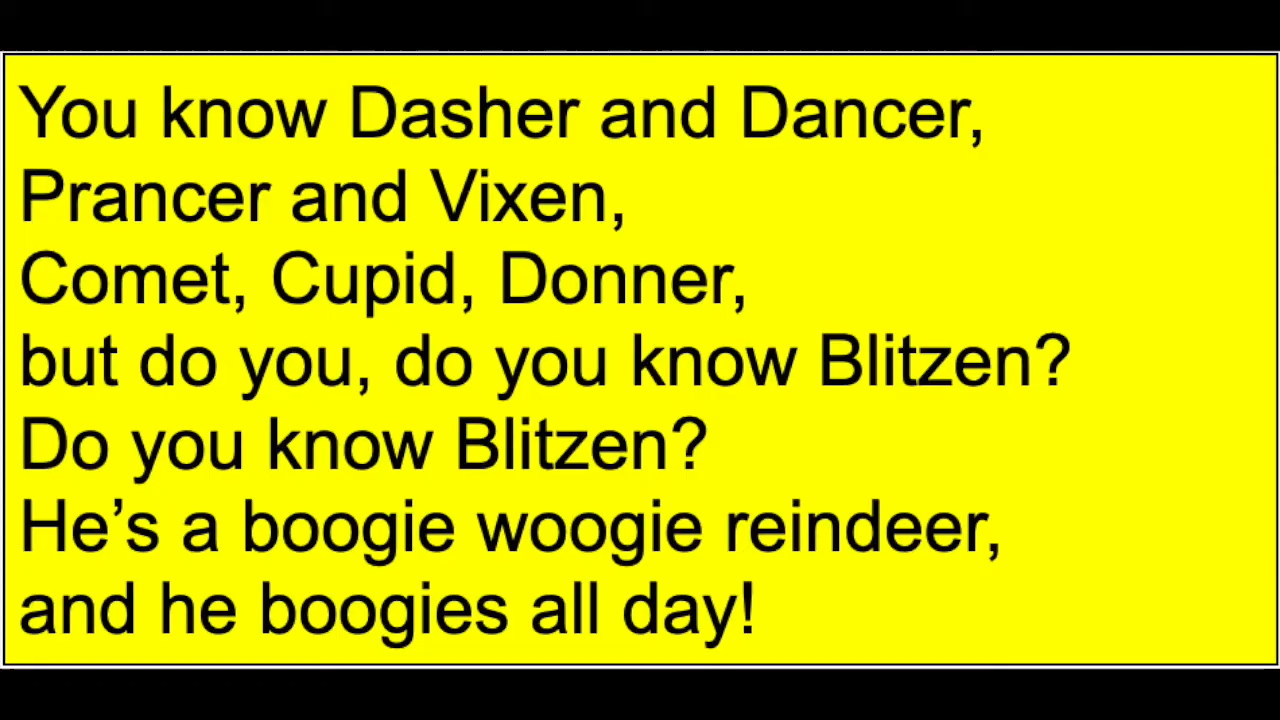 You know Dasher and Dancer,
Prancer and Vixen,
Comet, Cupid, Donner,
but do you, do you know Blitzen?
Do you know Blitzen?
He’s a boogie woogie reindeer,
and he boogies all day!